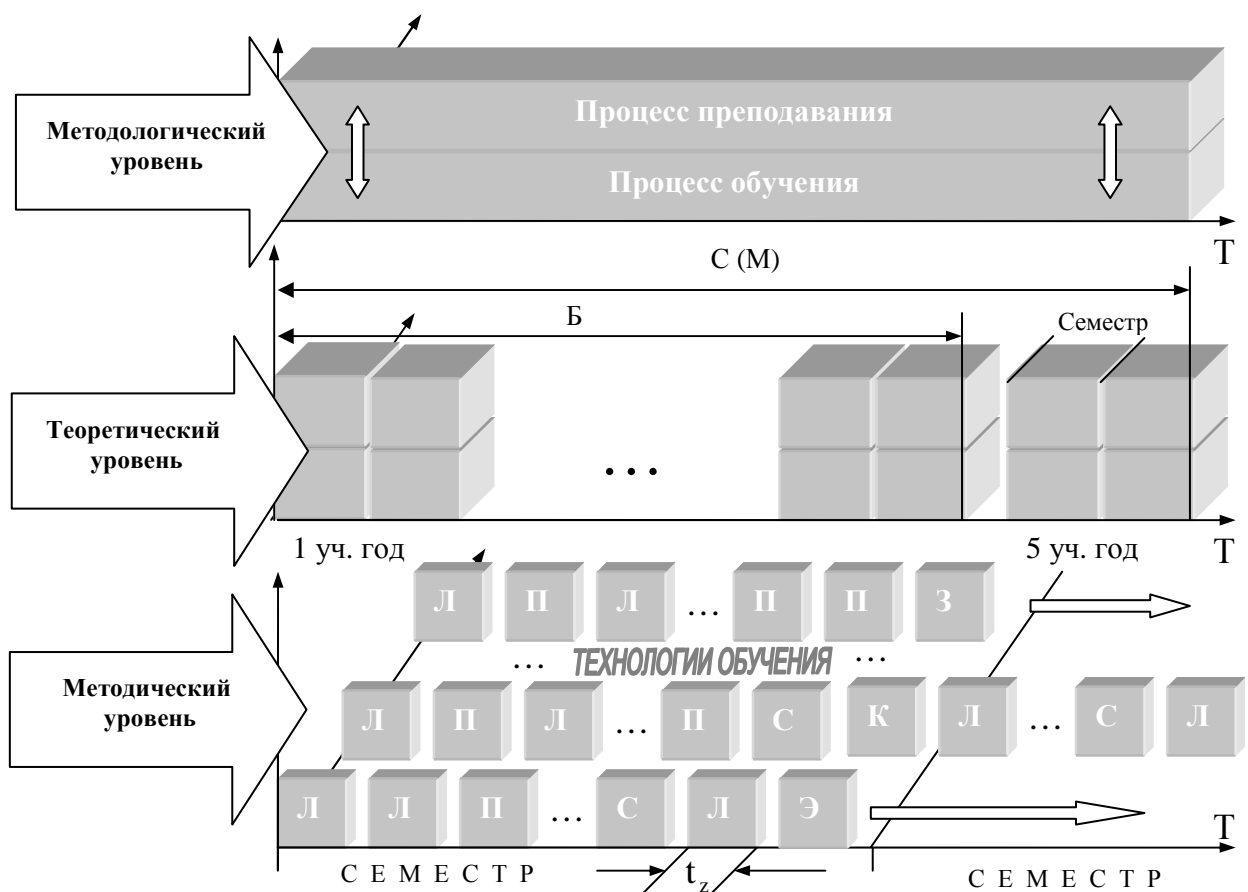 Методологический
уровень
Процесс преподавания
Процесс обучения
Т
С (М)
Б
Семестр
Теоретический
уровень
...
1 уч. год
5 уч. год
Т
Методический
уровень
Л П Л ... П П З
... ТЕХНОЛОГИИ ОБУЧЕНИЯ ...
Л П Л ... П С К Л ... С Л
Л Л П ... С Л Э
Т
С Е М Е С Т Р
t z
С Е М Е С Т Р